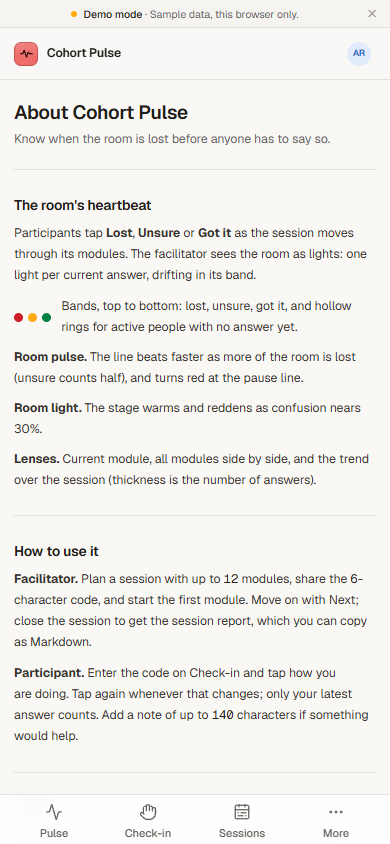 Demo mode · Sample data, this browser only.
Cohort Pulse
AR
About Cohort Pulse
Know when the room is lost before anyone has to say so.
The room's heartbeat
Participants tap Lost, Unsure or Got it as the session moves
through its modules. The facilitator sees the room as lights: one
light per current answer, drifting in its band.
Bands, top to bottom: lost, unsure, got it, and hollow
rings for active people with no answer yet.
Room pulse. The line beats faster as more of the room is lost
(unsure counts half), and turns red at the pause line.
Room light. The stage warms and reddens as confusion nears
30%.
Lenses. Current module, all modules side by side, and the trend
over the session (thickness is the number of answers).
How to use it
Facilitator. Plan a session with up to 12 modules, share the 6-
character code, and start the first module. Move on with Next;
close the session to get the session report, which you can copy
as Markdown.
Participant. Enter the code on Check-in and tap how you
are doing. Tap again whenever that changes; only your latest
answer counts. Add a note of up to 140 characters if something
would help.
Pulse
Check-in
Sessions
More